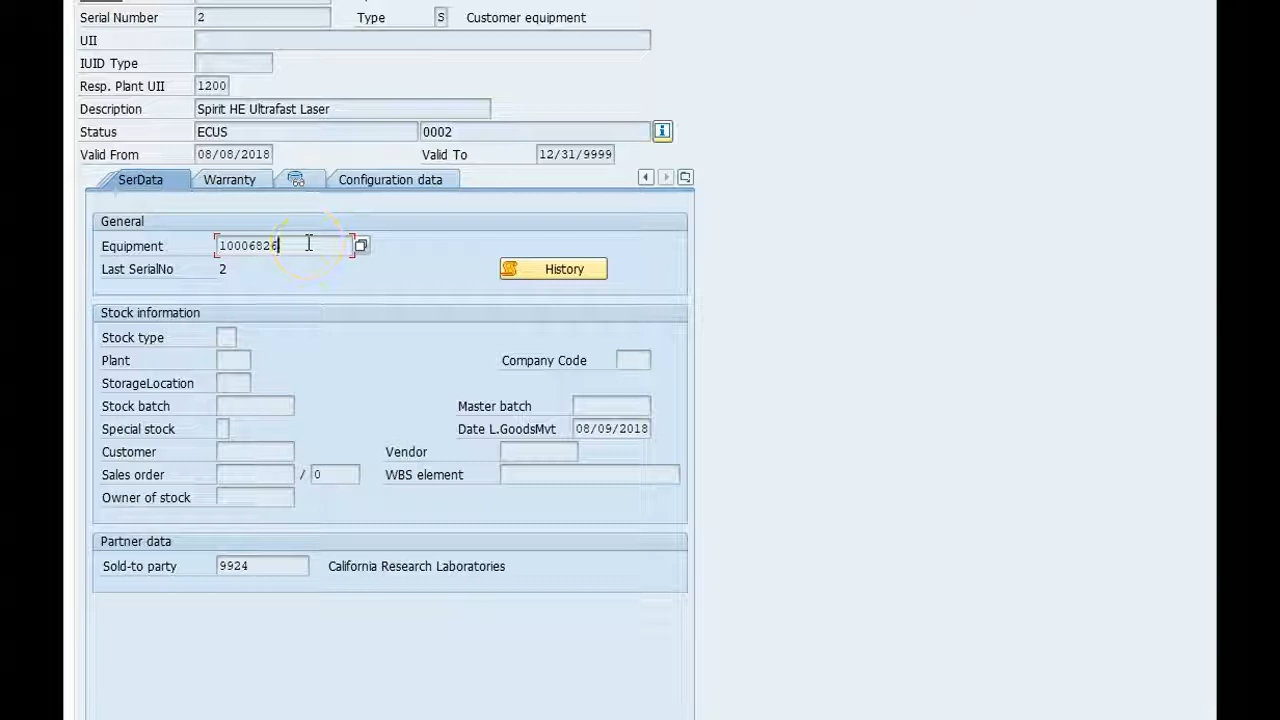 Serial Number 2 Type S Customer equipment
UII
IUID Type
Resp. Plant UII 1200
Description Spirit HE Ultrafast Laser
Status ECUS 0002
Valid From 08/08/2018 Valid To 12/31/9999
SerData Warranty Configuration data
General
Equipment 10006826
Last SerialNo 2 History
Stock information
Stock type
Plant Company Code
StorageLocation
Stock batch Master batch
Special stock Date L.GoodsMvt 08/09/2018
Customer Vendor
Sales order / 0 WBS element
Owner of stock
Partner data
Sold-to party 9924 California Research Laboratories